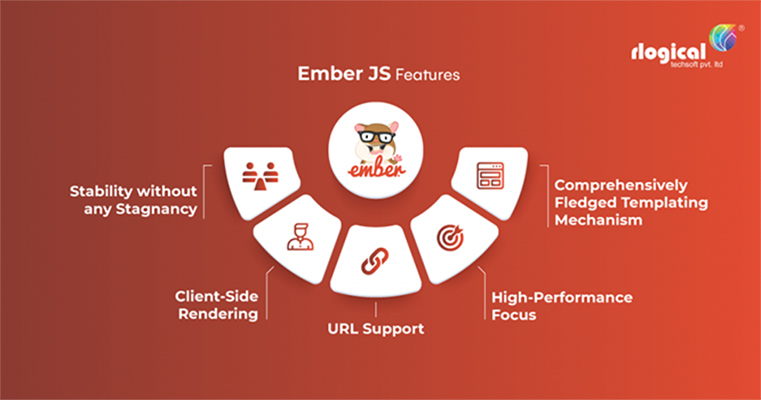 rlogical
techsoft pvt. ltd
Ember JS Features
ember
Stability without
any Stagnancy
Client-Side
Rendering
URL Support
High-Performance
Focus
Comprehensively
Fledged Templating
Mechanism